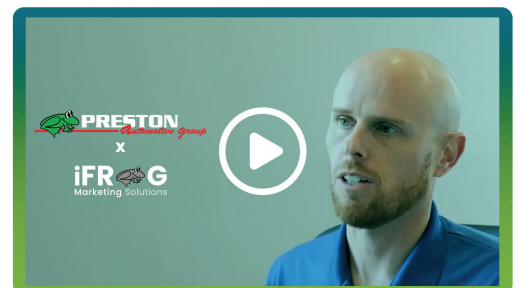 PRESTON
Automotive Group
X
iFROG
Marketing Solutions